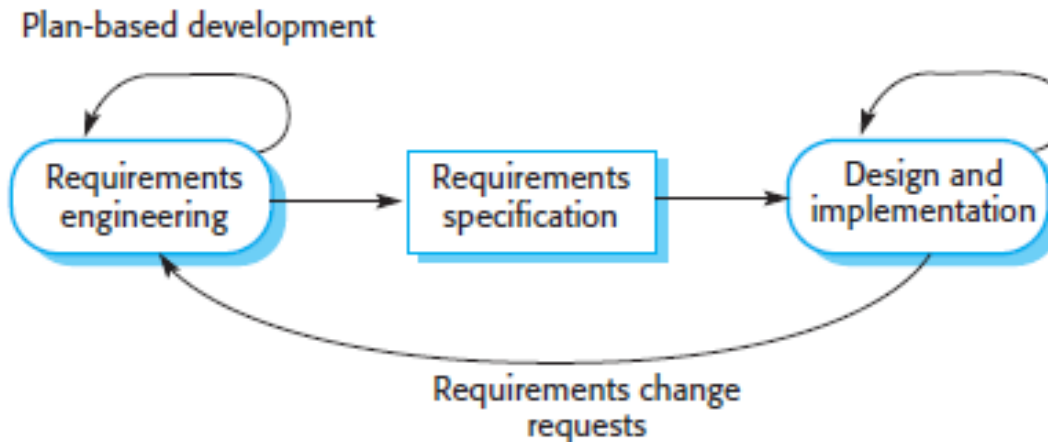 Plan-based development
Requirements
engineering
Requirements
specification
Design and
implementation
Requirements change
requests